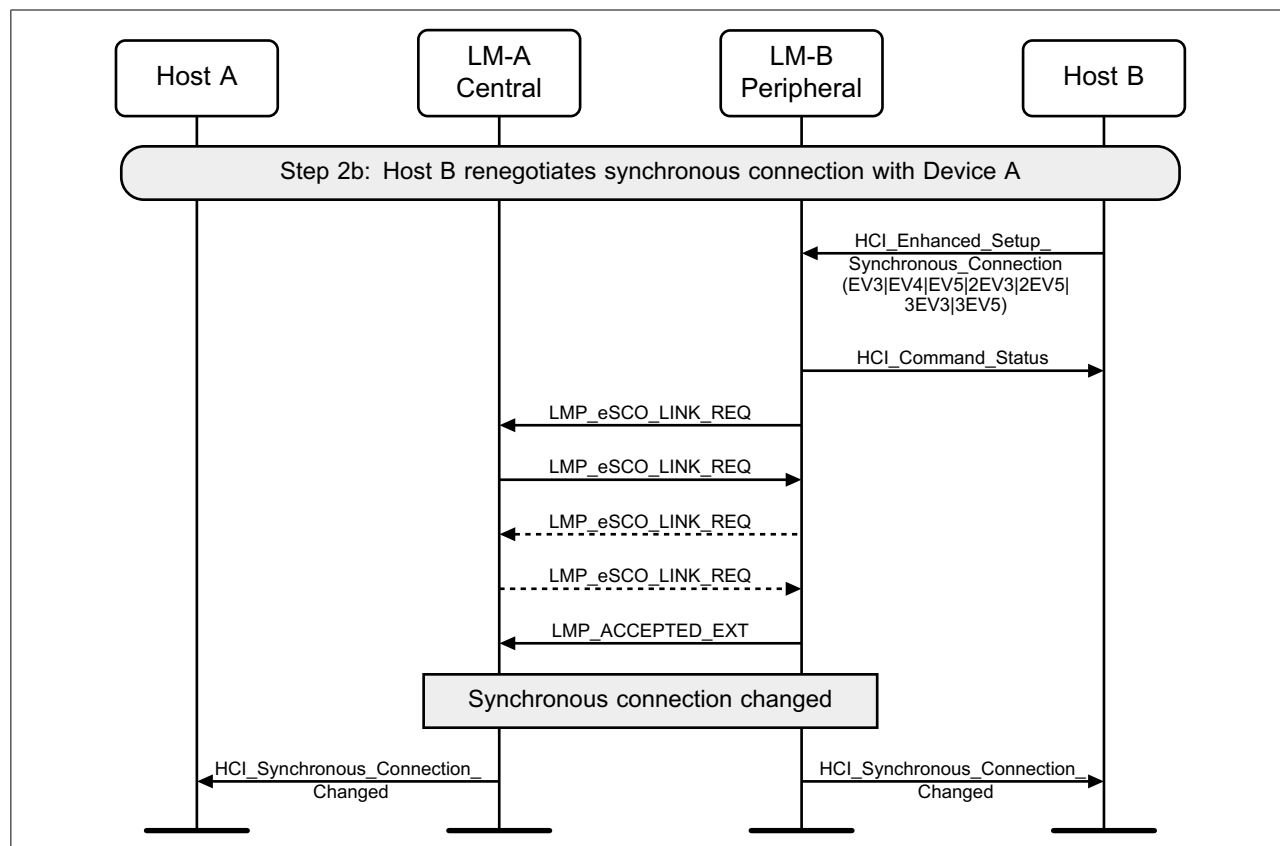 Host A
LM-A
Central
LM-B
Peripheral
Host B
Step 2b: Host B renegotiates synchronous connection with Device A
HCI_Enhanced_Setup_
Synchronous_Connection
(EV3|EV4|EV5|2EV3|2EV5|
3EV3|3EV5)
HCI_Command_Status
LMP_eSCO_LINK_REQ
LMP_eSCO_LINK_REQ
LMP_eSCO_LINK_REQ
LMP_eSCO_LINK_REQ
LMP_ACCEPTED_EXT
Synchronous connection changed
HCI_Synchronous_Connection_
Changed
HCI_Synchronous_Connection_
Changed